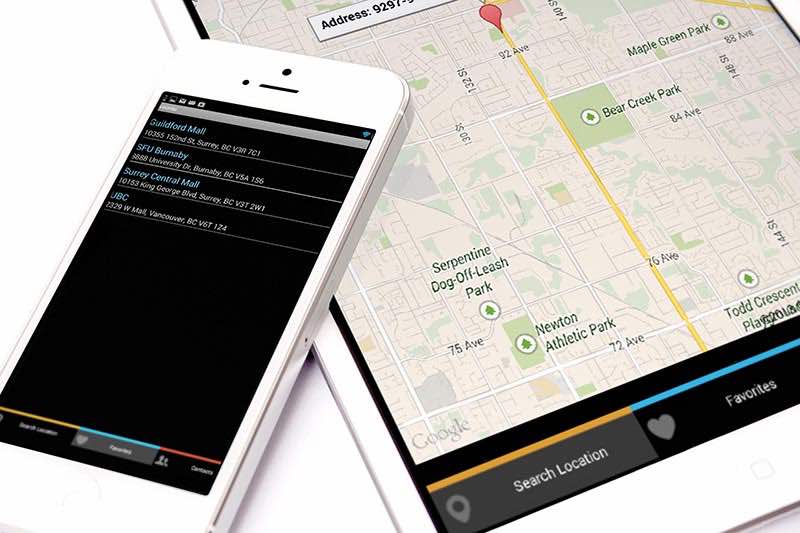 Guildford Mall
10355 152nd St, Surrey, BC V3R 7C1
SFU Burnaby
8888 University Dr, Burnaby, BC V5A 1S6
Surrey Central Mall
10153 King George Blvd, Surrey, BC V3T 2W1
UBC
2329 W Mall, Vancouver, BC V6T 1Z4
Search Location
Favorites
Contacts
Address: 9297-
140 St
92 Ave
Maple Green Park
88 Ave
132 St
148 St
Bear Creek Park
130 St
84 Ave
144 St
76 Ave
Serpentine
Dog-Off-Leash
Park
Todd Crescent
Newton
Athletic Park
75 Ave
72 Ave
Google
Search Location
Favorites